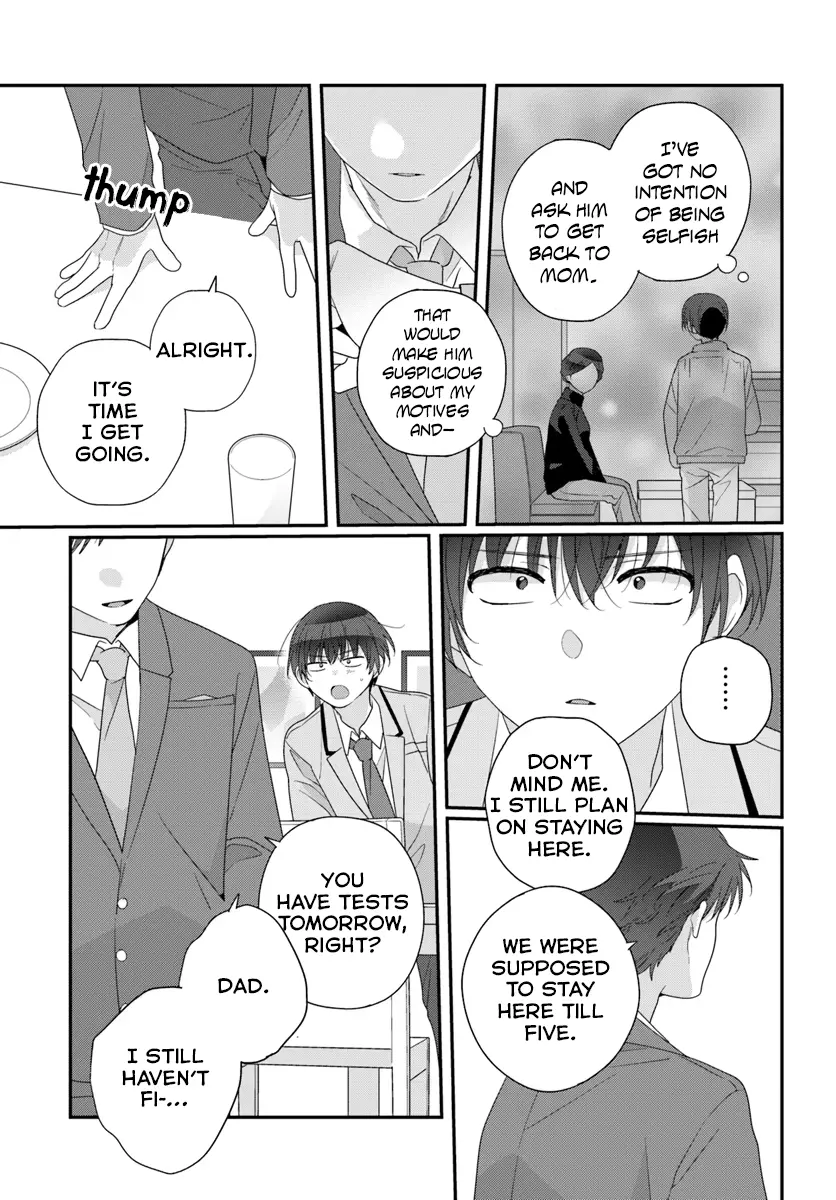 I'VE
GOT NO
INTENTION
OF BEING
SELFISH
AND
ASK HIM
TO GET
BACK TO
MOM.
THAT
WOULD
MAKE HIM
SUSPICIOUS
ABOUT MY
MOTIVES
AND-
thump
ALRIGHT.
IT'S
TIME
I GET
GOING.
......
DON'T
MIND ME.
I STILL PLAN
ON STAYING
HERE.
WE WERE
SUPPOSED
TO STAY
HERE TILL
FIVE.
YOU
HAVE TESTS
TOMORROW,
RIGHT?
DAD.
I STILL
HAVEN'T
FI-...